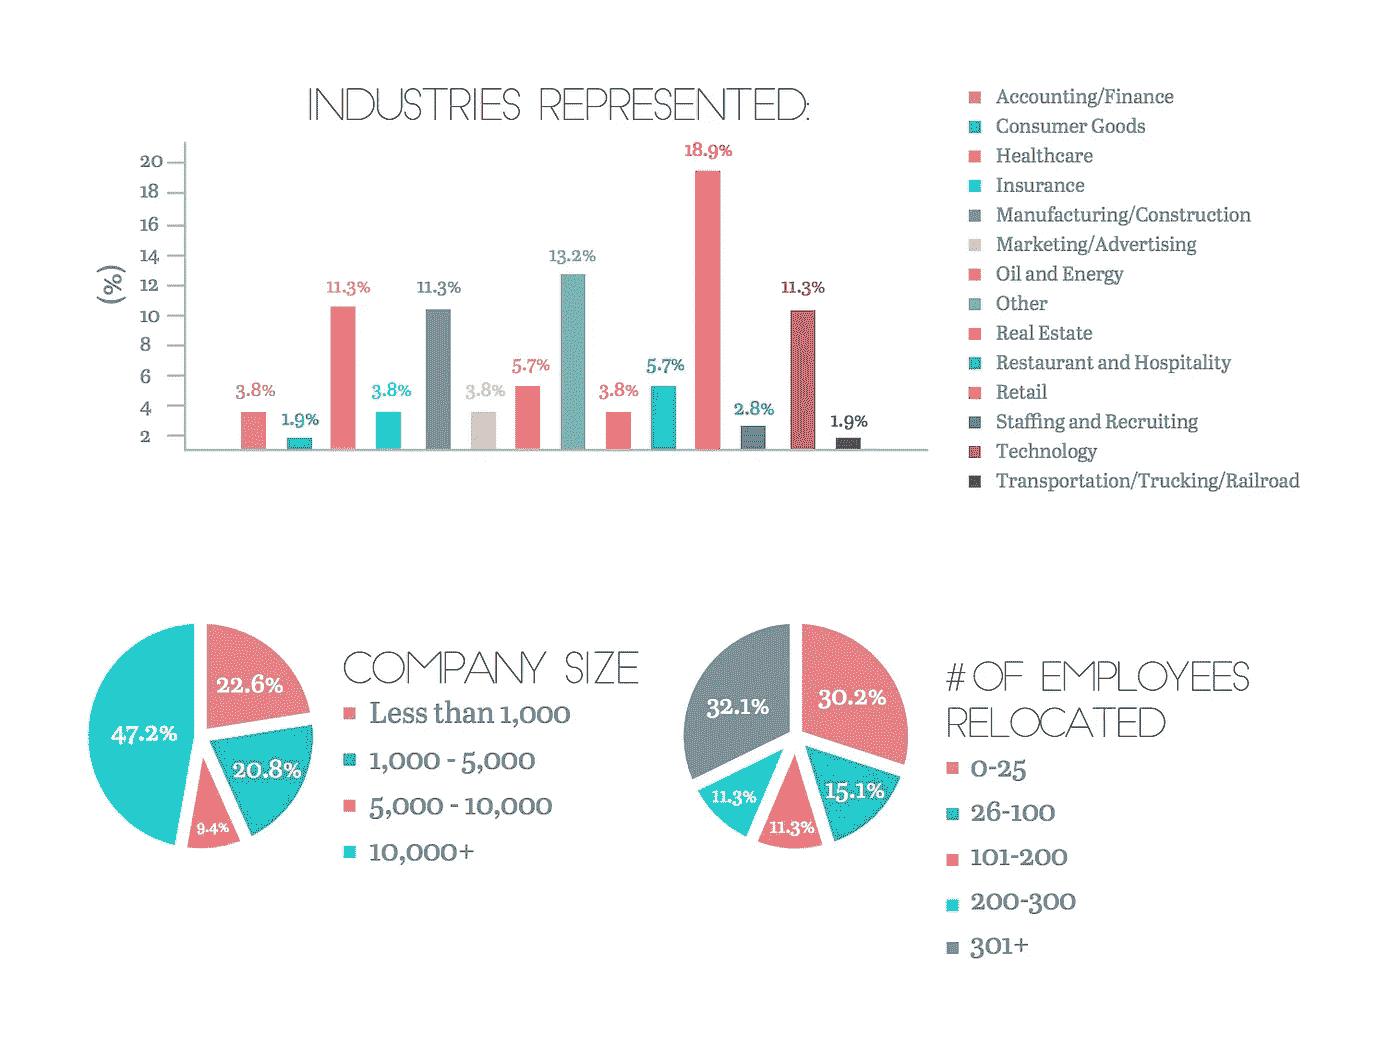 INDUSTRIES REPRESENTED:
(%)
20
18
16
14
12
10
8
6
4
2
3.8%
1.9%
11.3%
3.8%
11.3%
3.8%
5.7%
13.2%
3.8%
5.7%
18.9%
2.8%
11.3%
1.9%
Accounting/Finance
Consumer Goods
Healthcare
Insurance
Manufacturing/Construction
Marketing/Advertising
Oil and Energy
Other
Real Estate
Restaurant and Hospitality
Retail
Staffing and Recruiting
Technology
Transportation/Trucking/Railroad
47.2%
22.6%
20.8%
9.4%
COMPANY SIZE
Less than 1,000
1,000 - 5,000
5,000 - 10,000
10,000+
32.1%
30.2%
15.1%
11.3%
11.3%
# OF EMPLOYEES
RELOCATED
0-25
26-100
101-200
200-300
301+